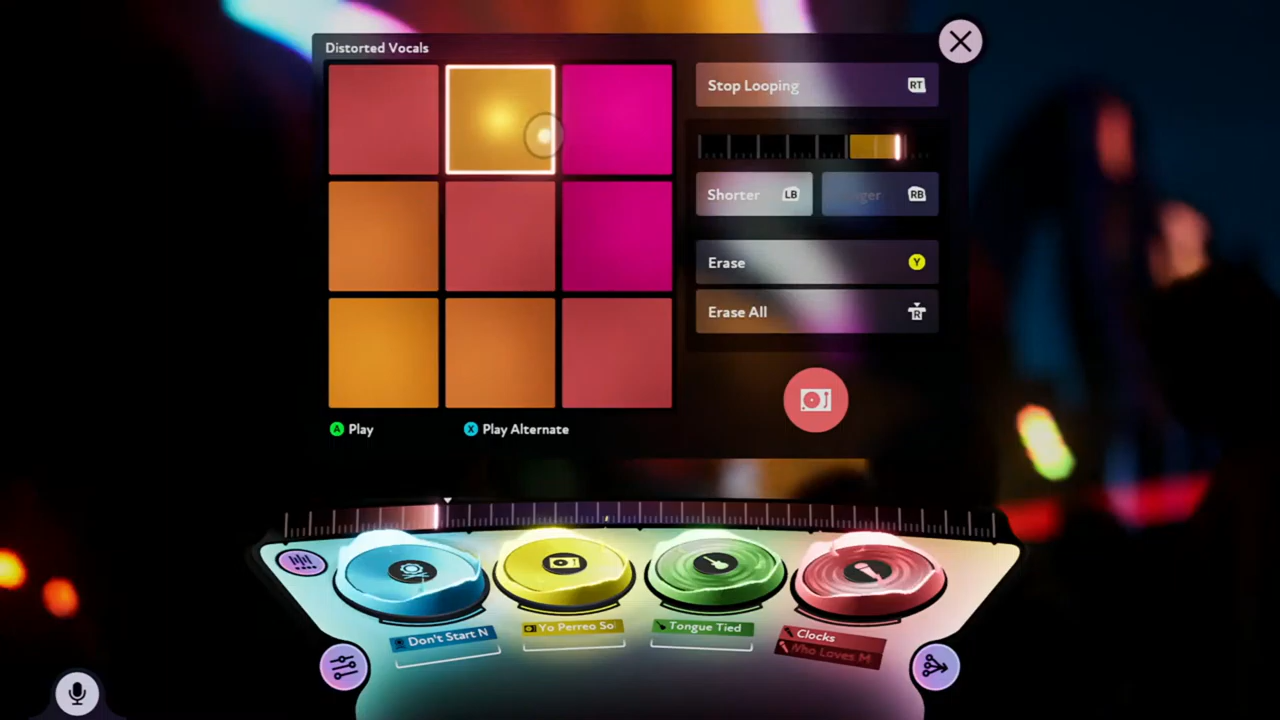 Distorted Vocals
Stop Looping RT
Shorter LB
RB
Erase Y
Erase All R
A Play
X Play Alternate
Don't Start N
Yo Perreo So
Tongue Tied
Clocks
Who Loves M